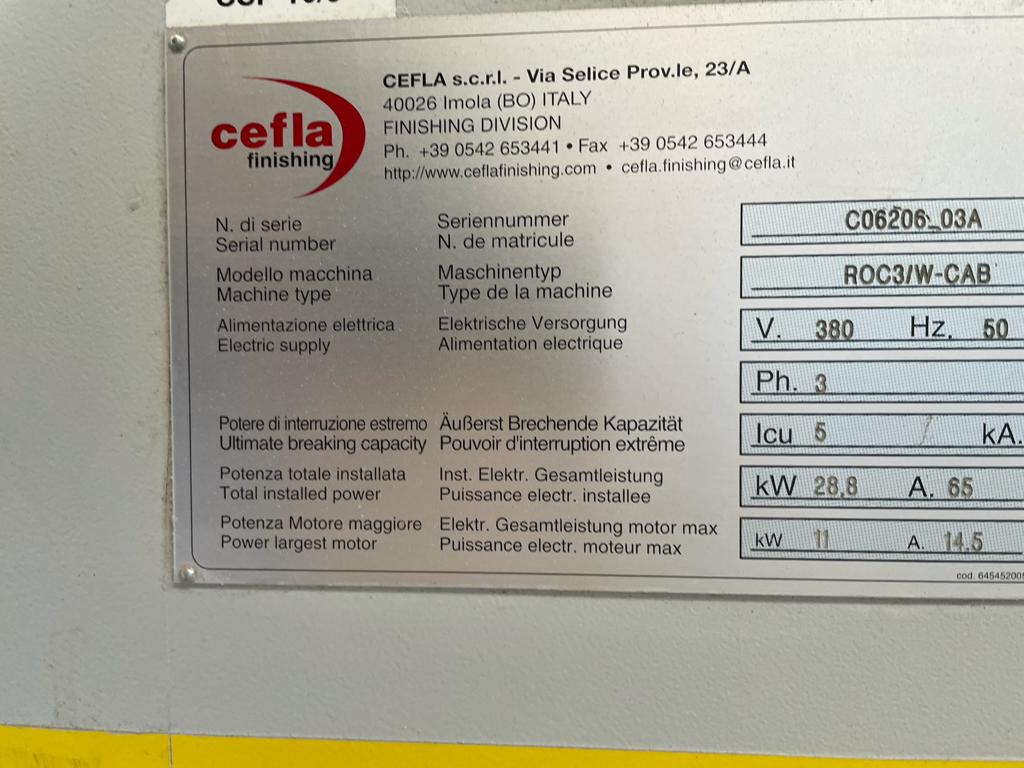 cefla
finishing
CEFLA s.c.r.l. - Via Selice Prov.le, 23/A
40026 Imola (BO) ITALY
FINISHING DIVISION
Ph. +39 0542 653441 • Fax +39 0542 653444
http://www.ceflafinishing.com • cefla.finishing@cefla.it
N. di serie Seriennummer C06206_03A
Serial number N. de matricule
Modello macchina Maschinentyp ROC3/W-CAB
Machine type Type de la machine
Alimentazione elettrica Elektrische Versorgung V. 380 Hz. 50
Electric supply Alimentation electrique
Ph. 3
Potere di interruzione estremo Äußerst Brechende Kapazität Icu 5 kA.
Ultimate breaking capacity Pouvoir d'interruption extrême
Potenza totale installata Inst. Elektr. Gesamtleistung kW 28,8 A. 65
Total installed power Puissance electr. installee
Potenza Motore maggiore Elektr. Gesamtleistung motor max kW 11 A. 14.5
Power largest motor Puissance electr. moteur max
cod. 645452005